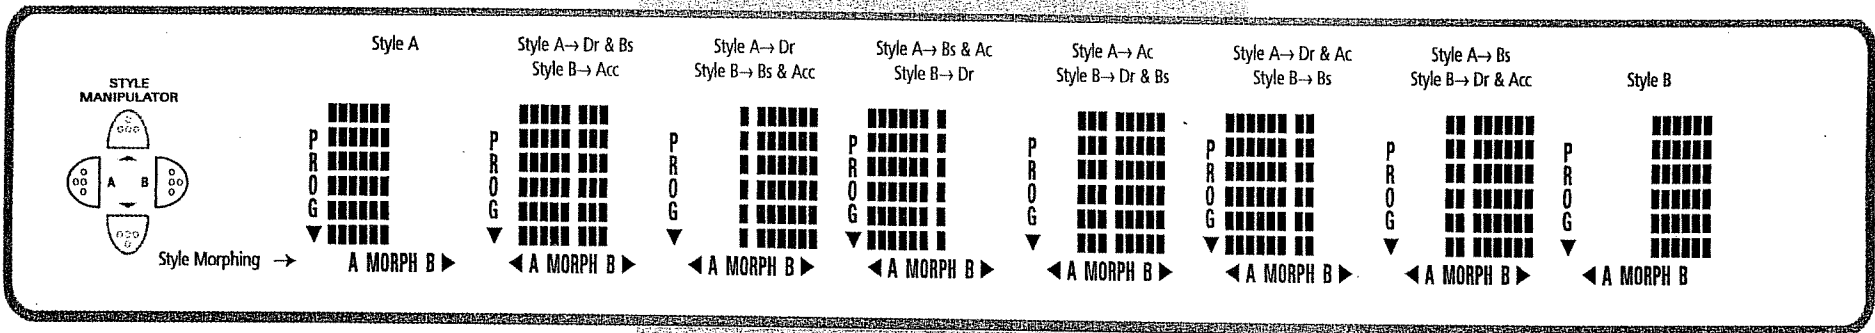 Style A
Style A→ Dr & Bs
Style B→ Acc
Style A→ Dr
Style B→ Bs & Acc
Style A→ Bs & Ac
Style B→ Dr
Style A→ Ac
Style B→ Dr & Bs
Style A→ Dr & Ac
Style B→ Bs
Style A→ Bs
Style B→ Dr & Acc
Style B
STYLE
MANIPULATOR
A B
PROG
PROG
PROG
PROG
PROG
PROG
PROG
PROG
Style Morphing →
A MORPH B ▶
◀ A MORPH B ▶
◀ A MORPH B ▶
◀ A MORPH B ▶
◀ A MORPH B ▶
◀ A MORPH B ▶
◀ A MORPH B ▶
◀ A MORPH B